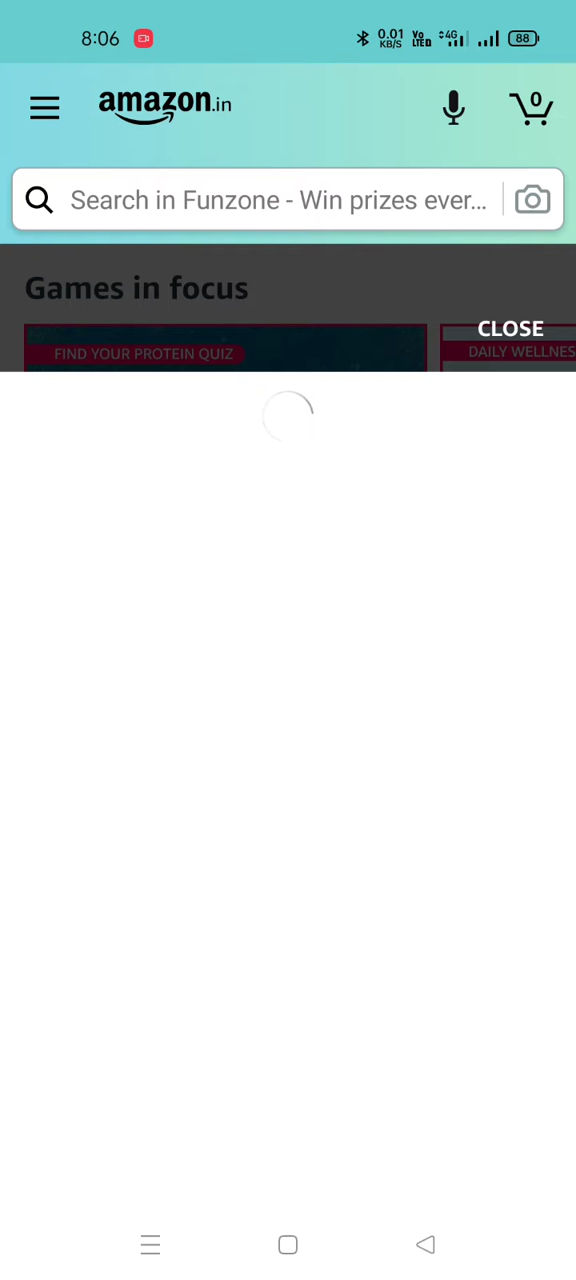 8:06
0.01 KB/S
Vo LTED
4G
88
amazon.in
0
Search in Funzone - Win prizes ever...
Games in focus
CLOSE
FIND YOUR PROTEIN QUIZ
DAILY WELLNES